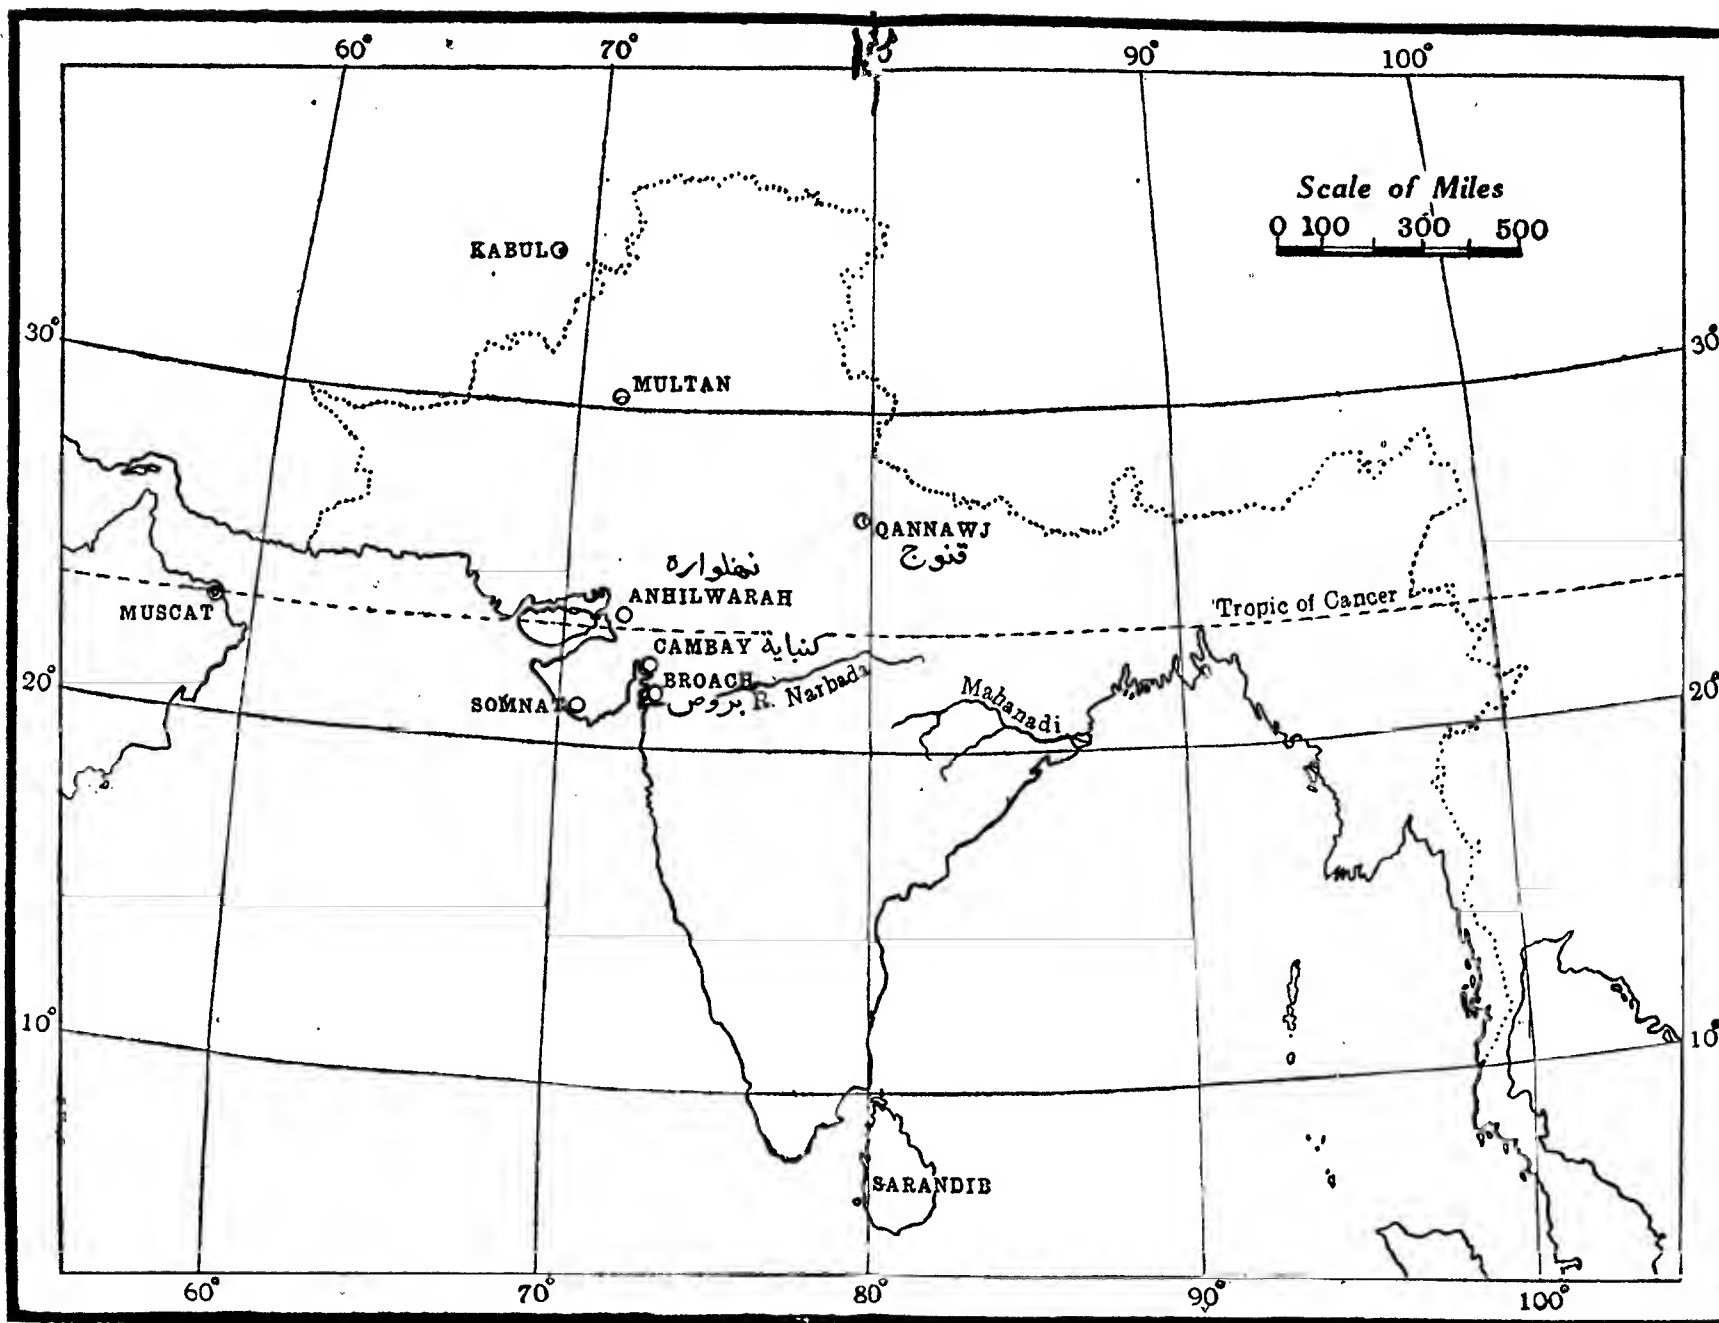 60° 70° 90° 100°
Scale of Miles
0 100 300 500
KABUL
30° 30°
MULTAN
QANNAWJ
قنوج
نهلواره
ANHILWARAH
MUSCAT
Tropic of Cancer
CAMBAY كنباية
BROACH
بروص R. Narbada
SOMNAT
Mahanadi
20° 20°
10° 10°
SARANDIB
60° 70° 80° 90° 100°